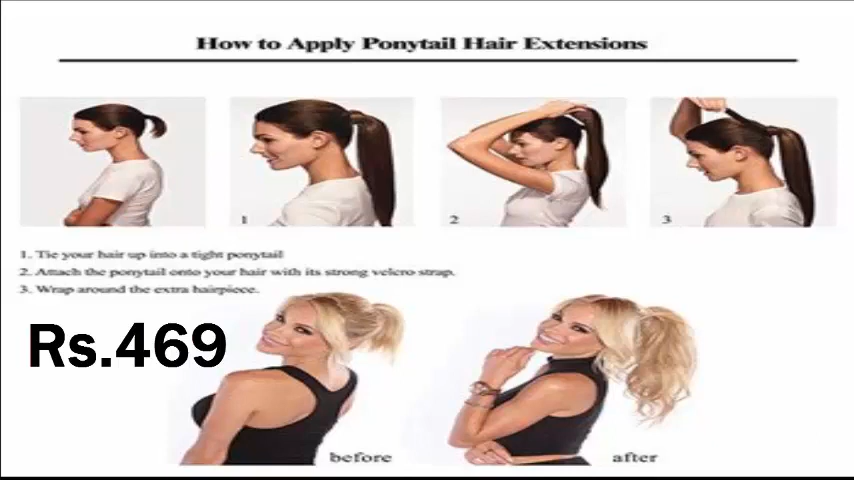 How to Apply Ponytail Hair Extensions
1
2
3
1. Tie your hair up into a tight ponytail
2. Attach the ponytail onto your hair with its strong velcro strap.
3. Wrap around the extra hairpiece.
Rs.469
before
after